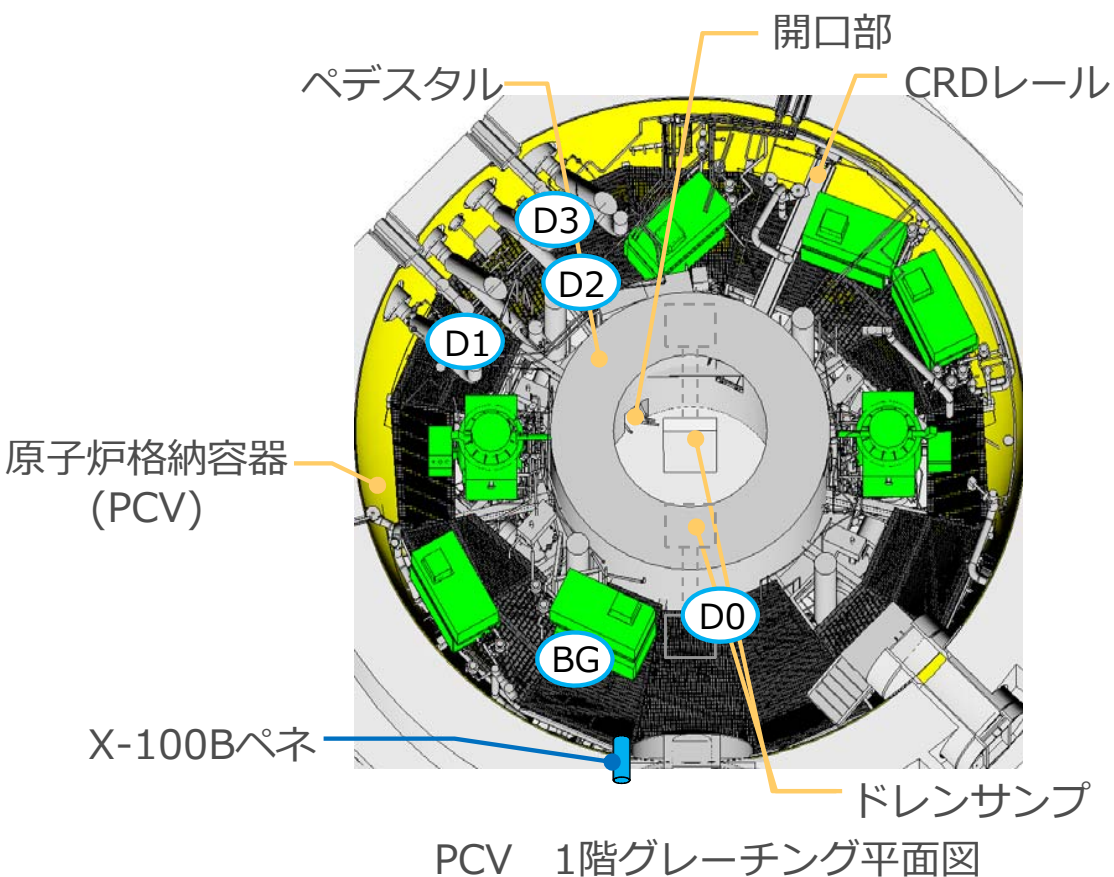 開口部
ペデスタル
CRDレール
D3
D2
D1
原子炉格納容器
(PCV)
D0
BG
X-100Bペネ
ドレンサンプ
PCV　1階グレーチング平面図